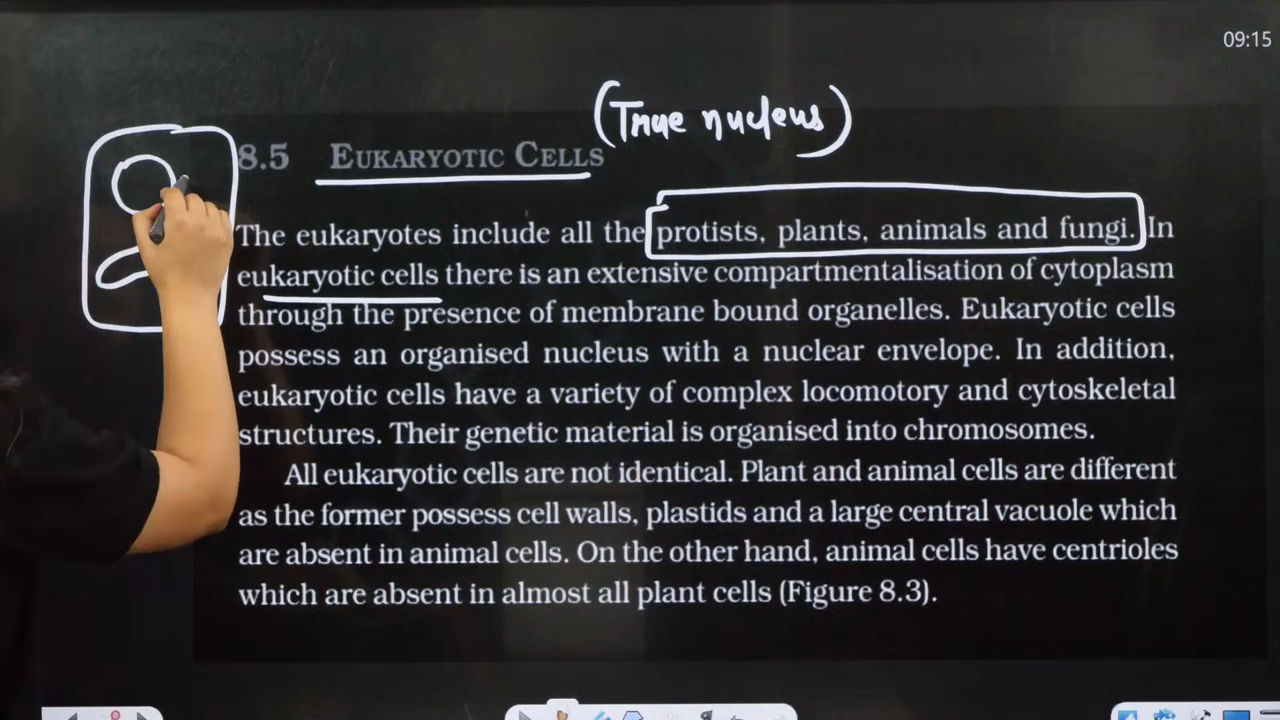 09:15
(True nucleus)
8.5 EUKARYOTIC CELLS
The eukaryotes include all the protists, plants, animals and fungi. In
eukaryotic cells there is an extensive compartmentalisation of cytoplasm
through the presence of membrane bound organelles. Eukaryotic cells
possess an organised nucleus with a nuclear envelope. In addition,
eukaryotic cells have a variety of complex locomotory and cytoskeletal
structures. Their genetic material is organised into chromosomes.
All eukaryotic cells are not identical. Plant and animal cells are different
as the former possess cell walls, plastids and a large central vacuole which
are absent in animal cells. On the other hand, animal cells have centrioles
which are absent in almost all plant cells (Figure 8.3).